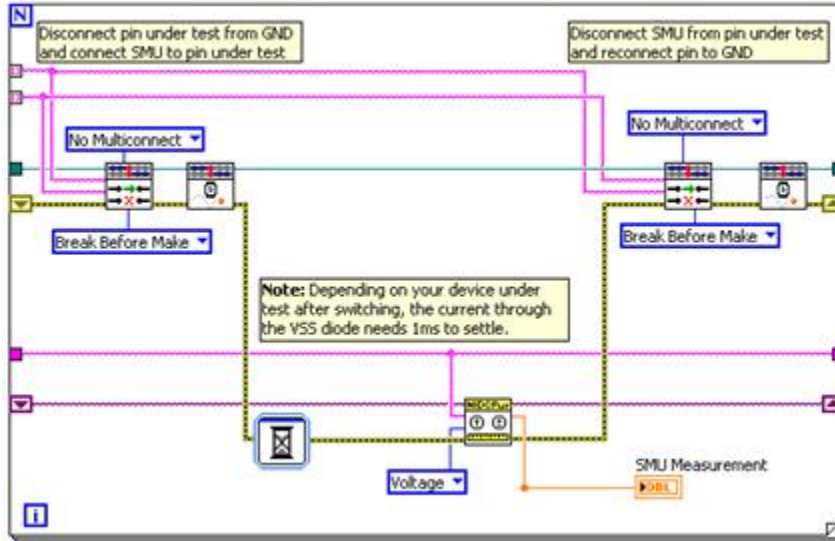 N
Disconnect pin under test from GND
and connect SMU to pin under test
Disconnect SMU from pin under test
and reconnect pin to GND
No Multiconnect
No Multiconnect
Break Before Make
Break Before Make
Note: Depending on your device under
test after switching, the current through
the VSS diode needs 1ms to settle.
Voltage
SMU Measurement
DBL
i